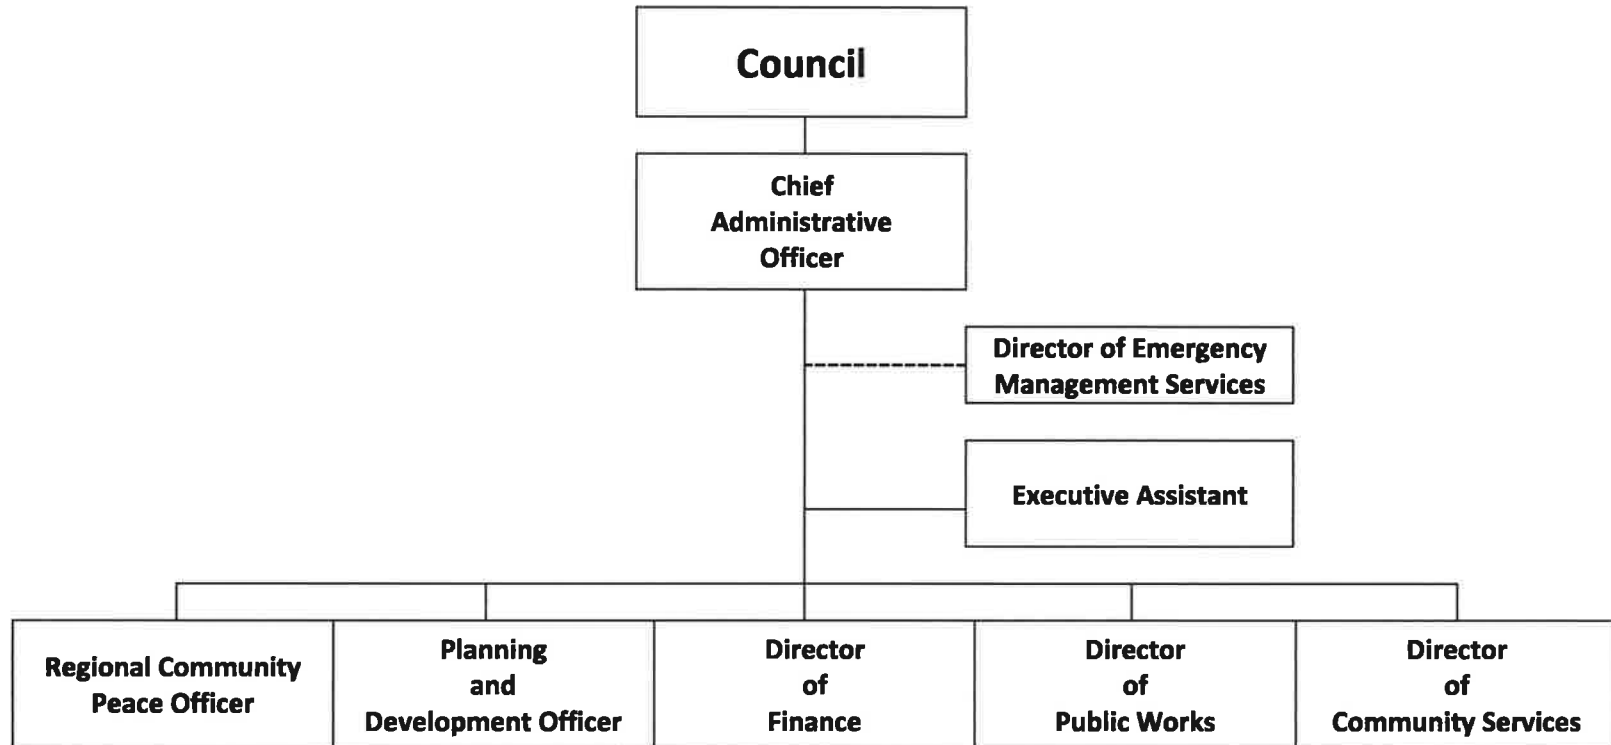 Council
Chief
Administrative
Officer
Director of Emergency
Management Services
Executive Assistant
Regional Community
Peace Officer
Planning
and
Development Officer
Director
of
Finance
Director
of
Public Works
Director
of
Community Services